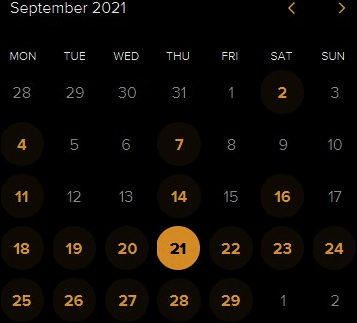 September 2021
MON TUE WED THU FRI SAT SUN
28 29 30 31 1 2 3
4 5 6 7 8 9 10
11 12 13 14 15 16 17
18 19 20 21 22 23 24
25 26 27 28 29 1 2